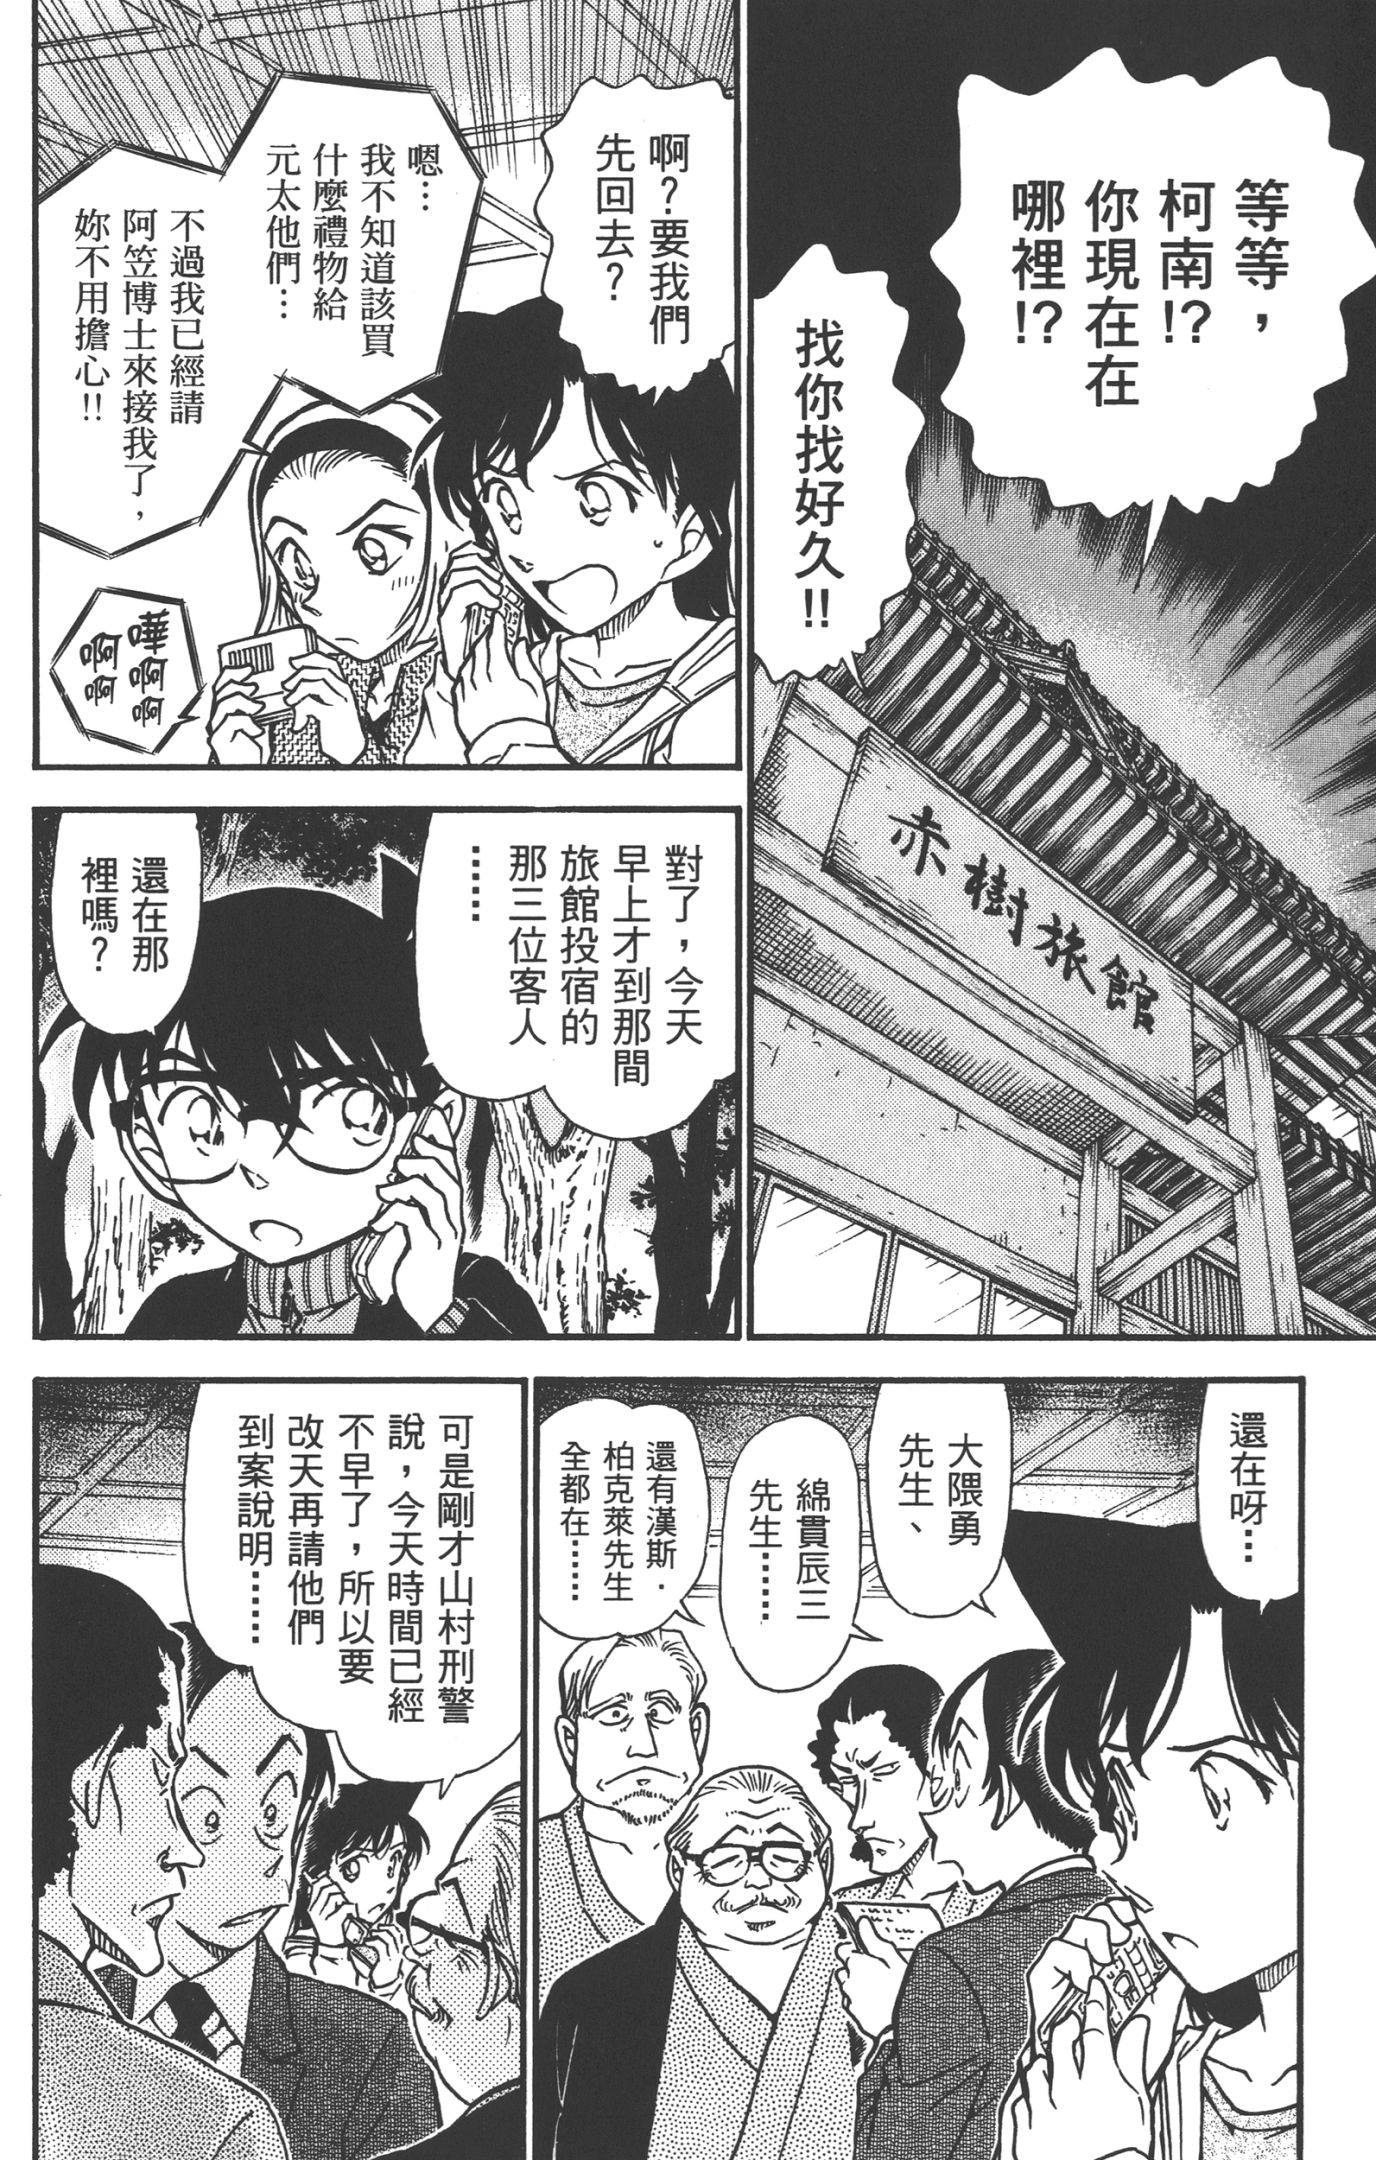 等等，
柯南!?
你現在在
哪裡!?
找你找好久!!
赤樹旅館
啊？要我們
先回去？
嗯…
我不知道該買
什麼禮物給
元太他們…
不過我已經請
阿笠博士來接我了，
妳不用擔心!!
嘩啊啊
啊啊
對了，今天
早上才到那間
旅館投宿的
那三位客人
……
還在那
裡嗎？
還在呀…
大隈勇
先生、
綿貫辰三
先生……
還有漢斯．
柏克萊先生
全都在……
可是剛才山村刑警
說，今天時間已經
不早了，所以要
改天再請他們
到案說明……